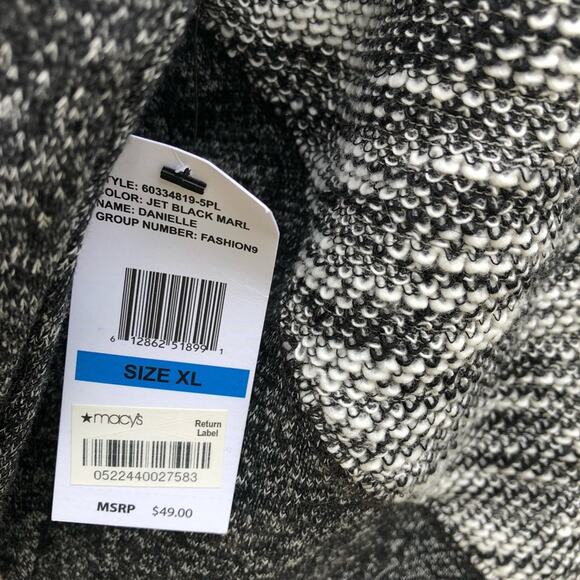 STYLE: 60334819-5PL
COLOR: JET BLACK MARL
NAME: DANIELLE
GROUP NUMBER: FASHION9
6 12862 51899 1
SIZE XL
★macy's
Return
Label
0522440027583
MSRP $49.00